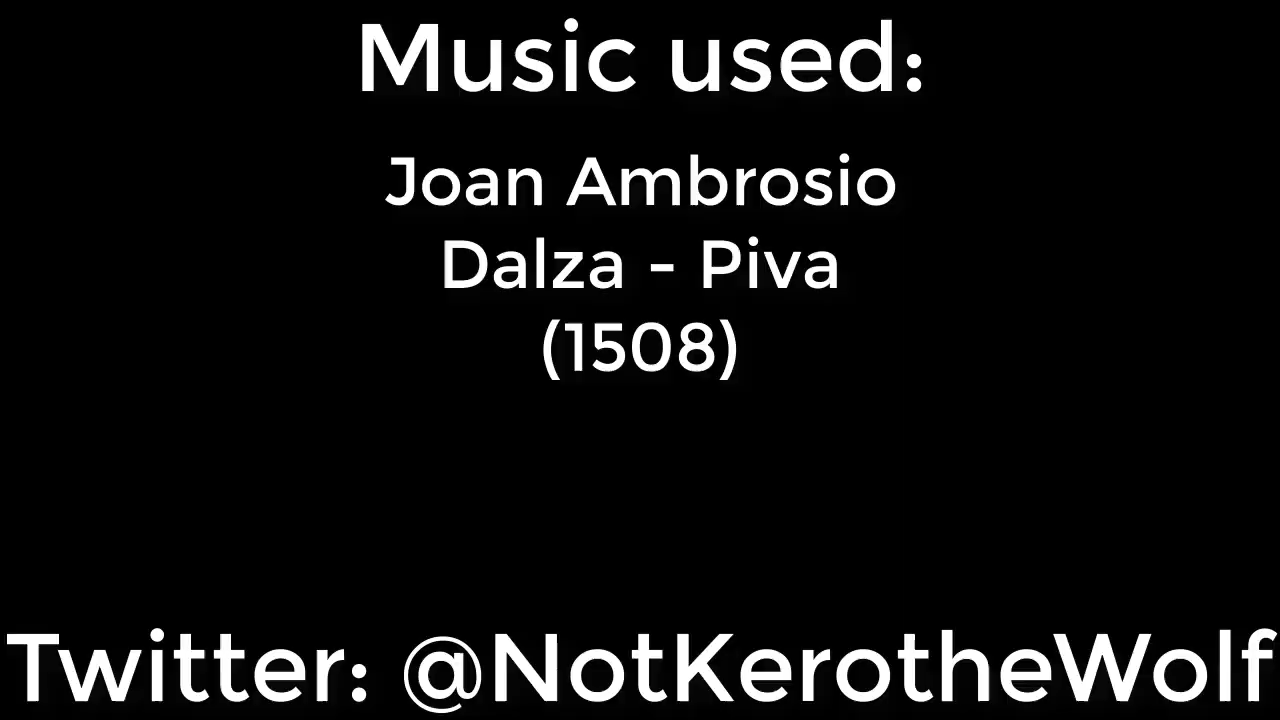 Music used:
Joan Ambrosio
Dalza - Piva
(1508)
Twitter: @NotKerotheWolf